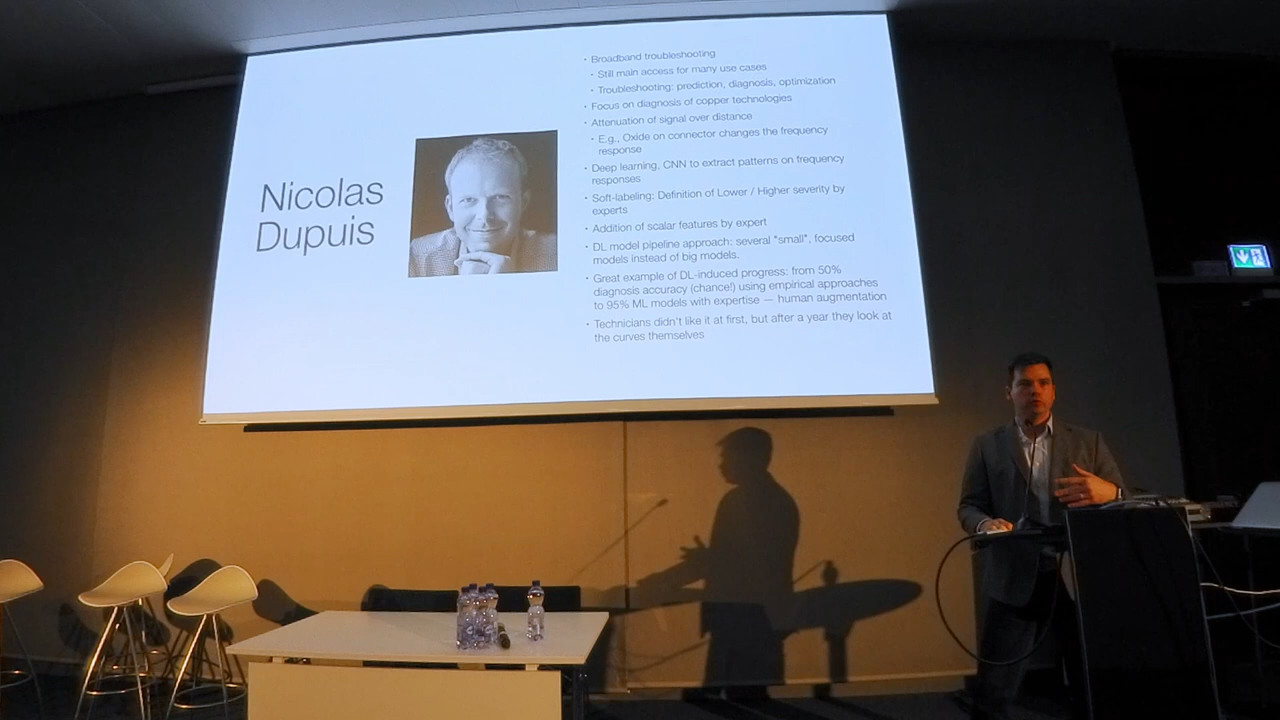 Nicolas
Dupuis
• Broadband troubleshooting
• Still main access for many use cases
• Troubleshooting: prediction, diagnosis, optimization
• Focus on diagnosis of copper technologies
• Attenuation of signal over distance
• E.g., Oxide on connector changes the frequency
response
• Deep learning, CNN to extract patterns on frequency
responses
• Soft-labeling: Definition of Lower / Higher severity by
experts
• Addition of scalar features by expert
• DL model pipeline approach: several "small", focused
models instead of big models.
• Great example of DL-induced progress: from 50%
diagnosis accuracy (chance!) using empirical approaches
to 95% ML models with expertise — human augmentation
• Technicians didn't like it at first, but after a year they look at
the curves themselves